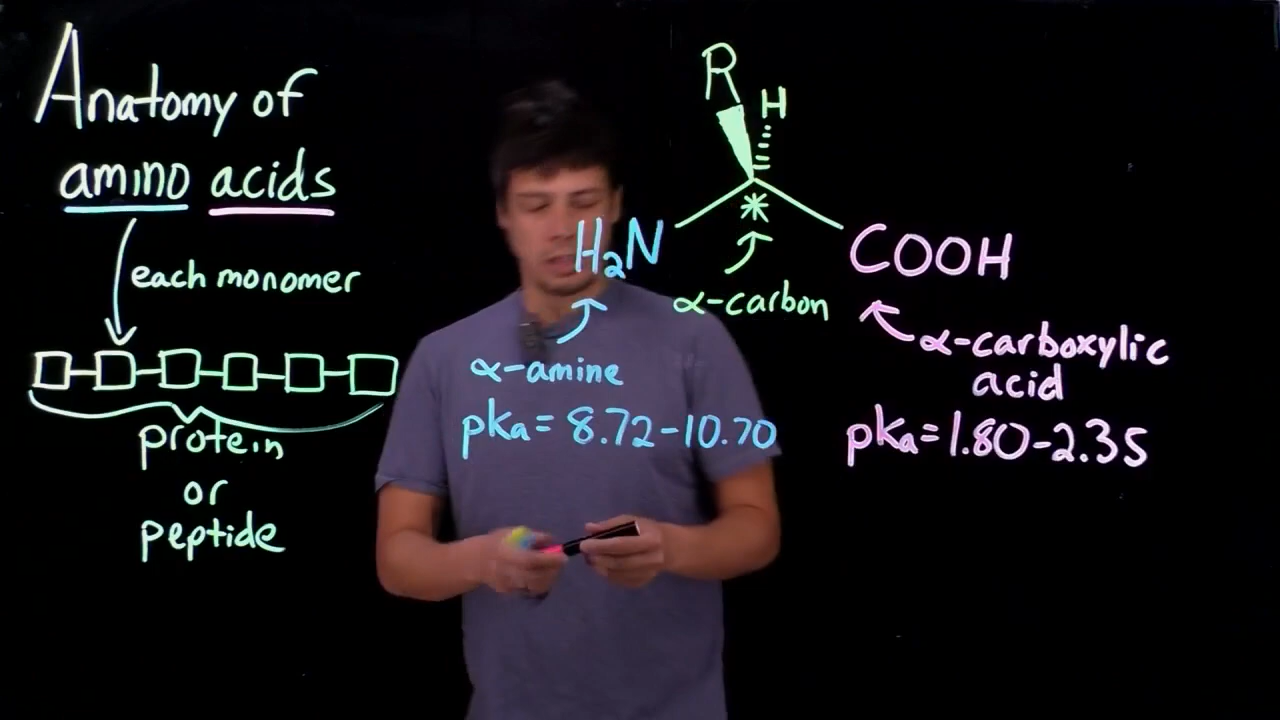 Anatomy of
amino acids
each monomer
protein
or
peptide
R
H
H₂N
*
COOH
α-carbon
α-amine
pka = 8.72-10.70
α-carboxylic
acid
pka = 1.80-2.35